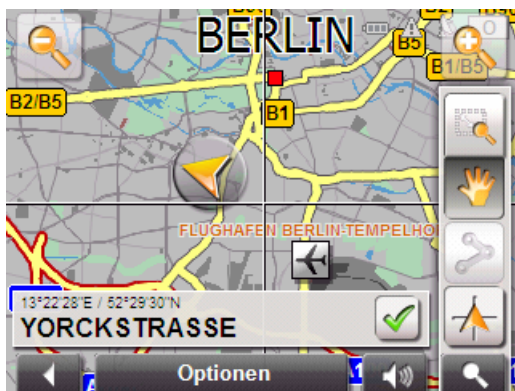 BERLIN
B5
B1/B5
B2/B5
B1
FLUGHAFEN BERLIN-TEMPELHO
13°22'28"E / 52°29'30"N
YORCKSTRASSE
Optionen